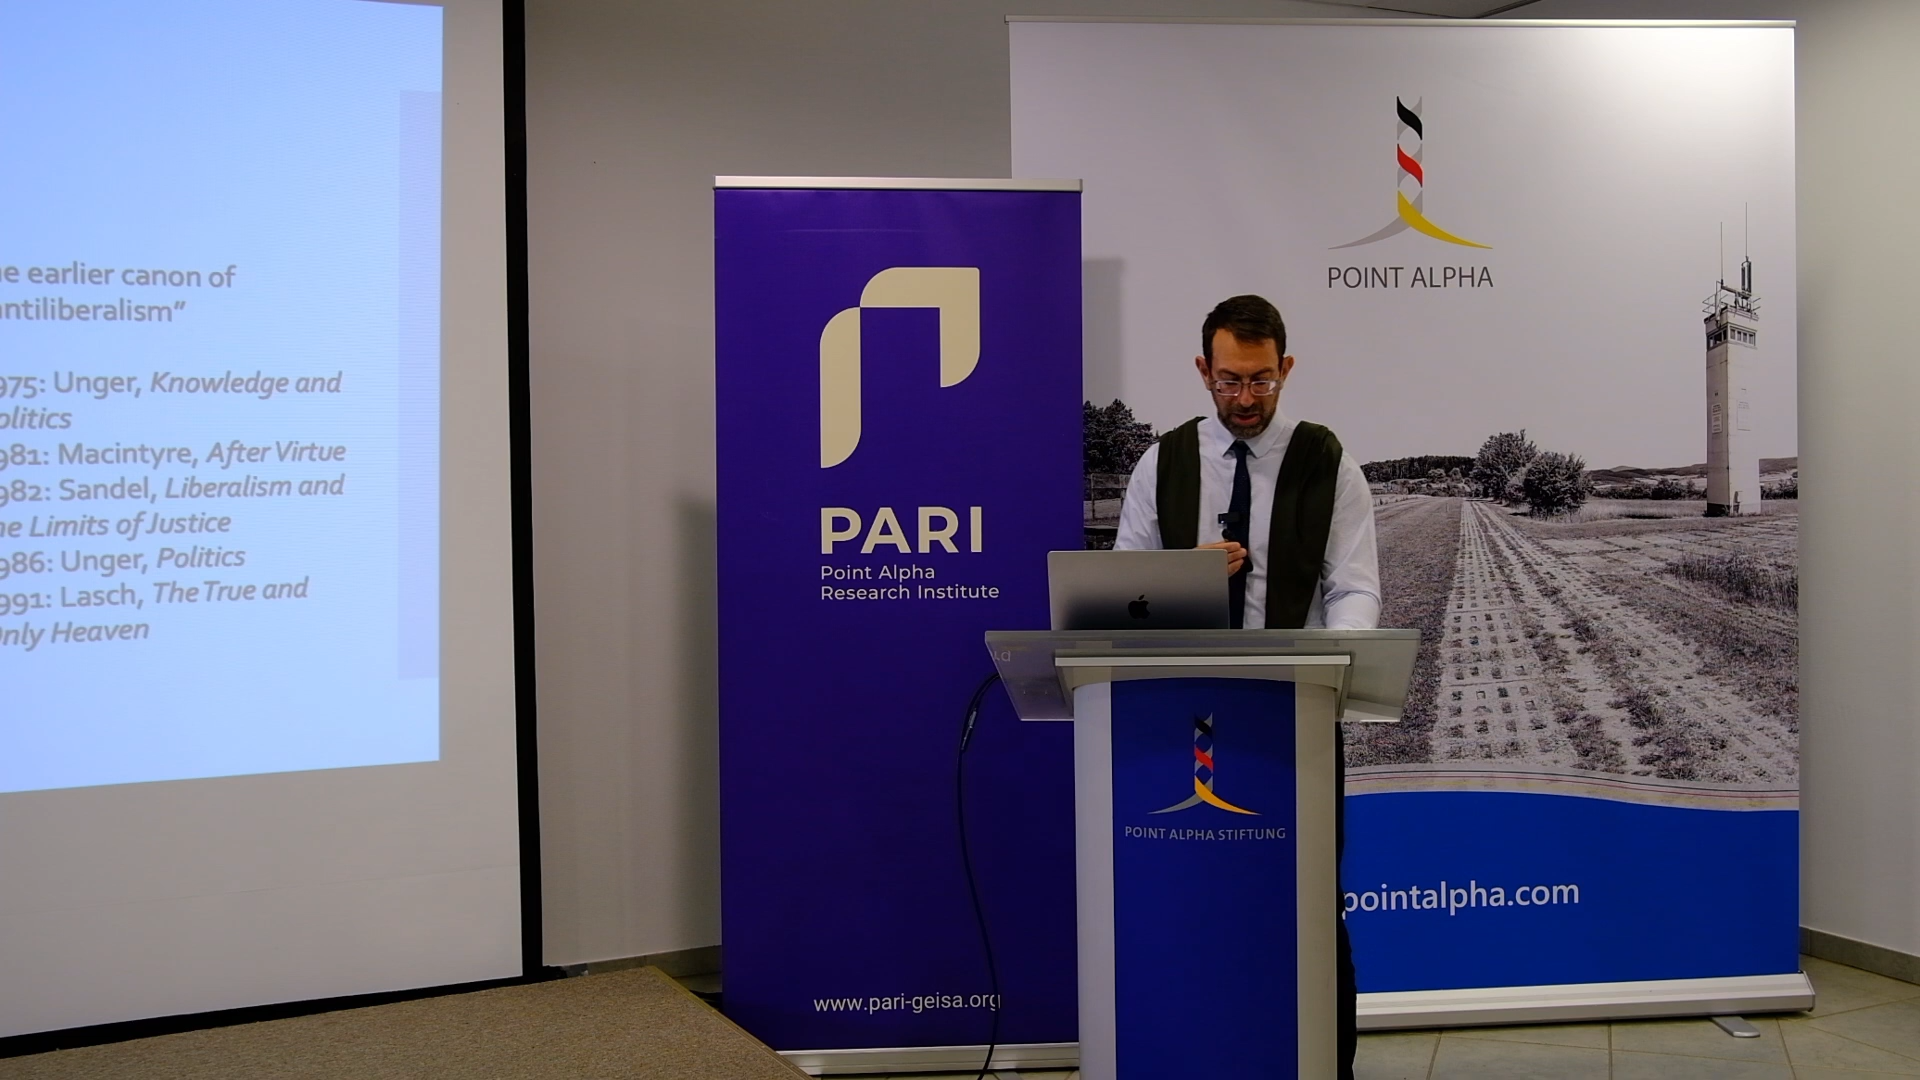 e earlier canon of
antiliberalism”
975: Unger, Knowledge and
olitics
981: Macintyre, After Virtue
982: Sandel, Liberalism and
he Limits of Justice
986: Unger, Politics
991: Lasch, The True and
Only Heaven
PARI
Point Alpha
Research Institute
www.pari-geisa.org
POINT ALPHA
POINT ALPHA STIFTUNG
pointalpha.com